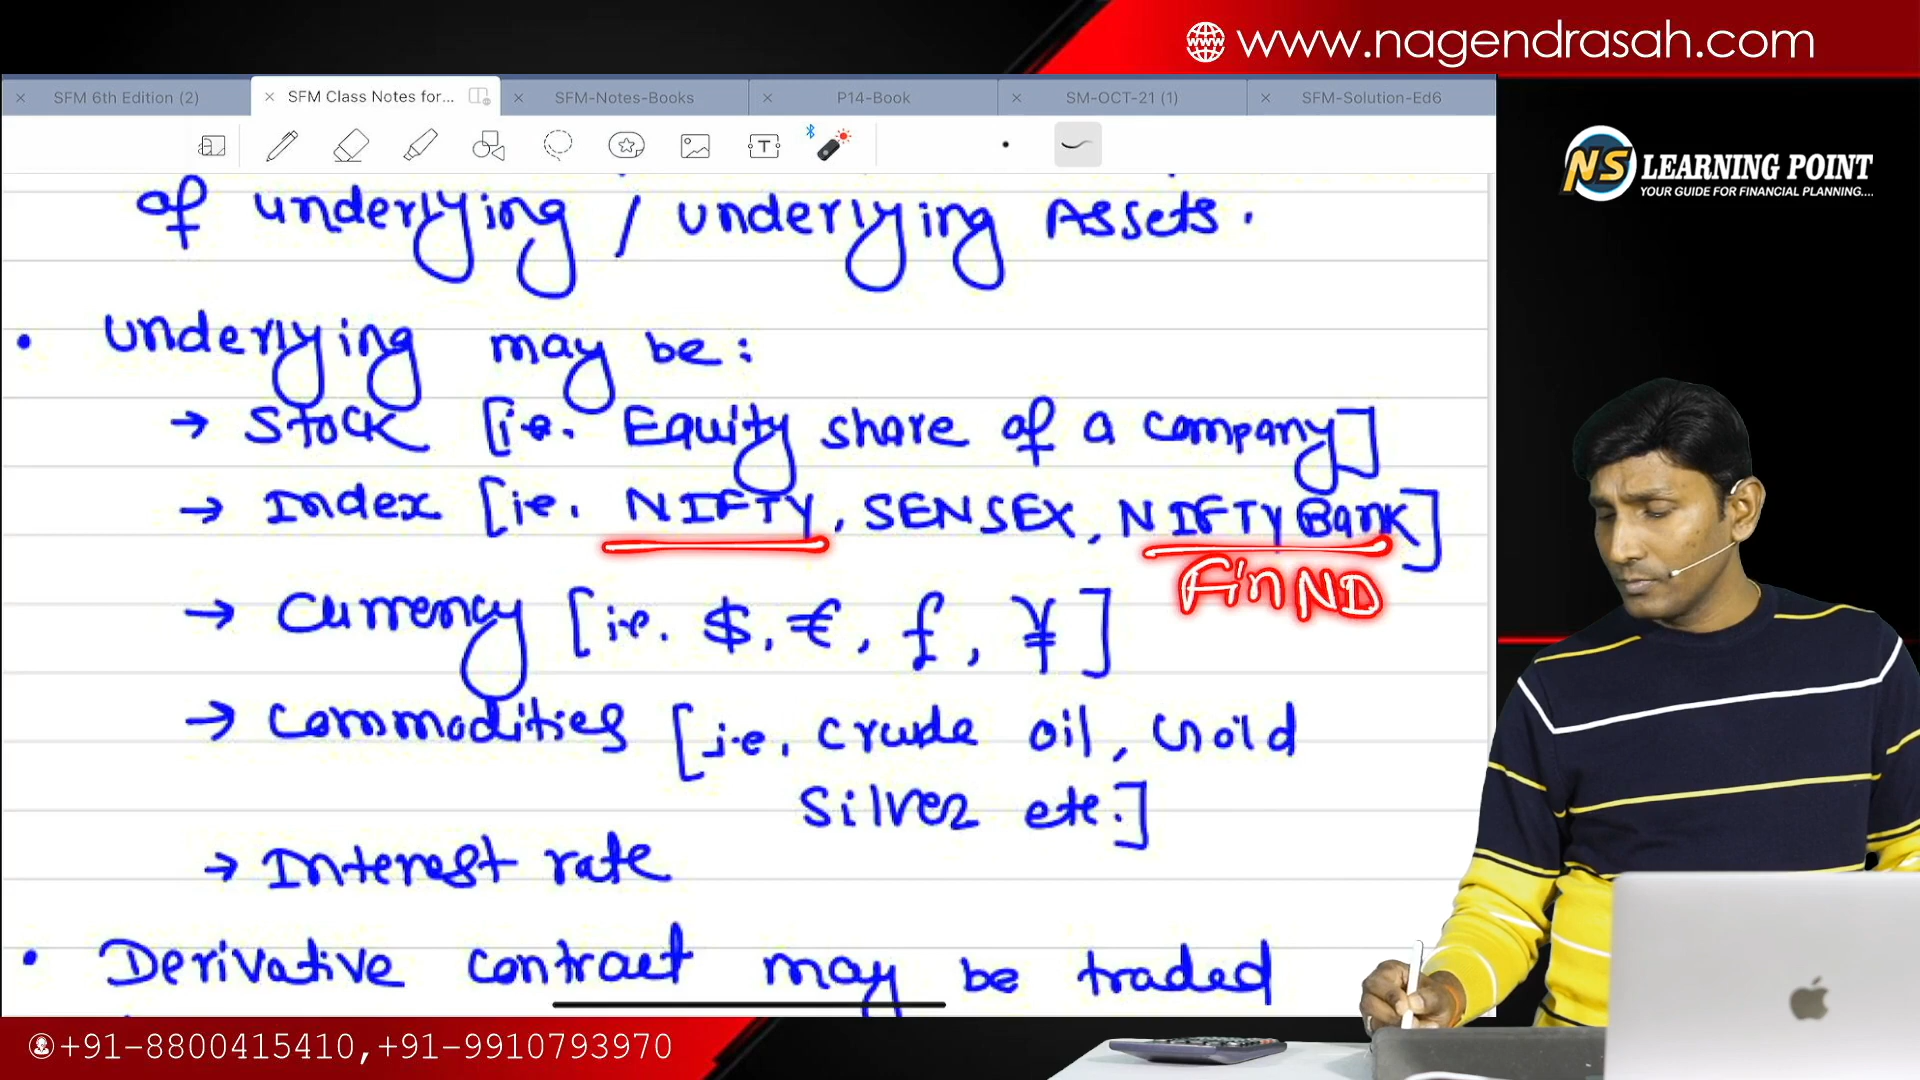 www.nagendrasah.com
SFM 6th Edition (2)
SFM Class Notes for...
SFM-Notes-Books
P14-Book
SM-OCT-21 (1)
SFM-Solution-Ed6
NS LEARNING POINT
YOUR GUIDE FOR FINANCIAL PLANNING....
of underlying / underlying Assets.
• Underlying may be:
→ Stock [i.e. Equity share of a company]
→ Index [i.e. NIFTY, SENSEX, NIFTY Bank]
Fin ND
→ Currency [i.e. $, €, £, ¥]
→ Commodities [i.e. Crude oil, Gold
Silver etc.]
→ Interest rate
• Derivative contract may be traded
+91-8800415410,+91-9910793970